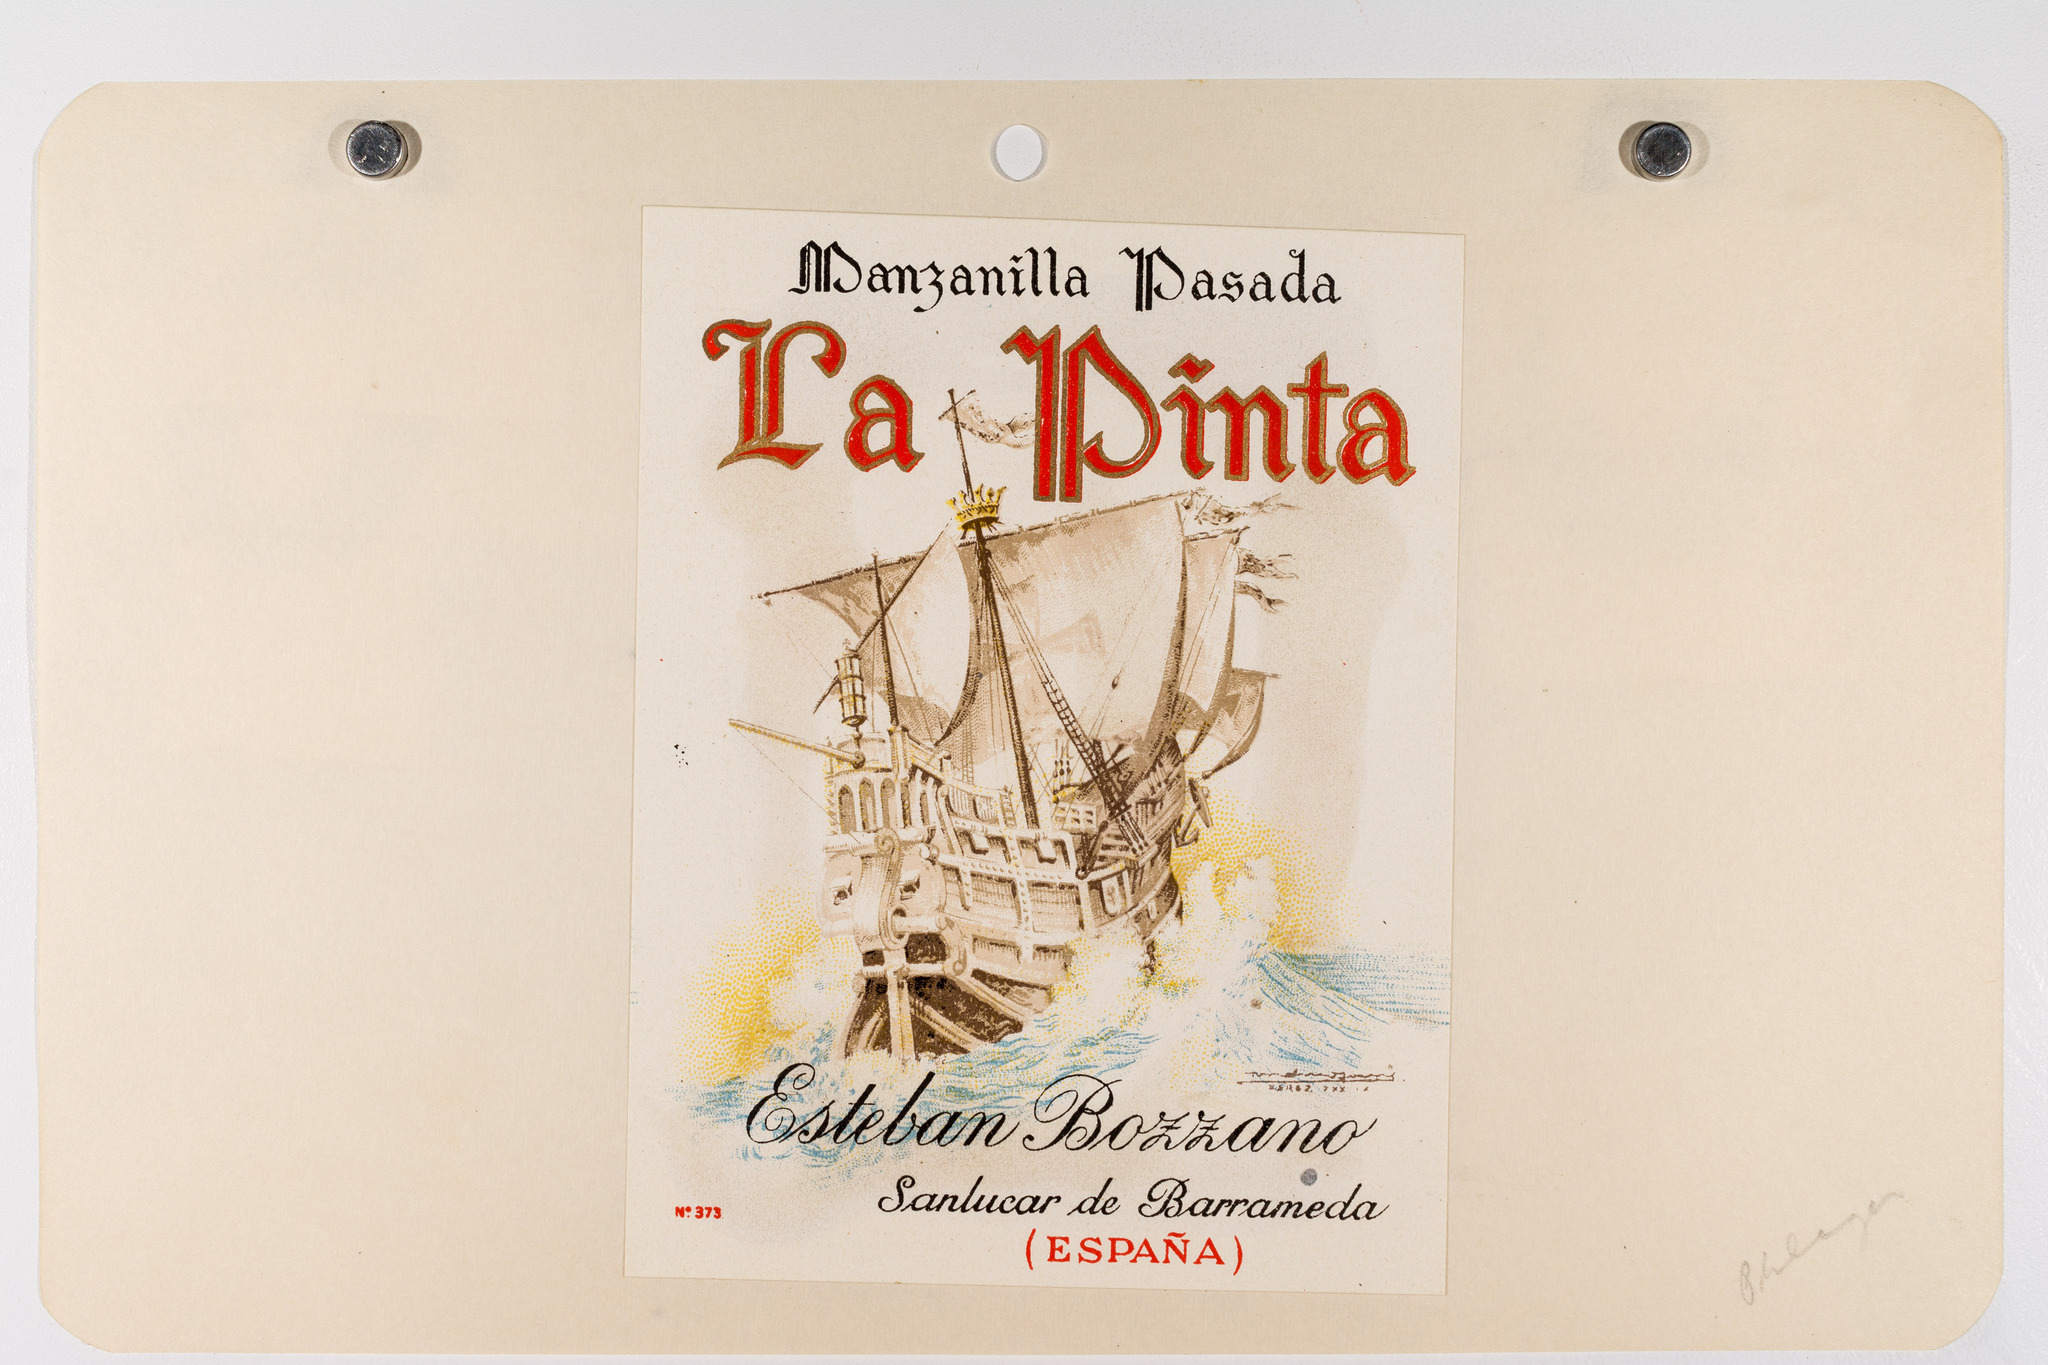 Manzanilla Pasada
La Pinta
Esteban Bozzano
Sanlucar de Barrameda
Nº 373
(ESPAÑA)